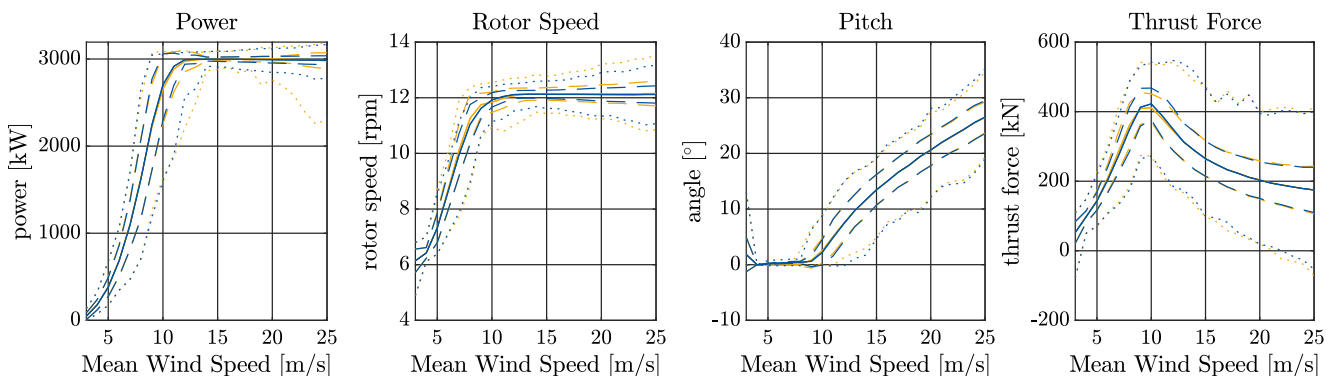 Power
Rotor Speed
Pitch
Thrust Force
power [kW]
3000
2000
1000
0
5 10 15 20 25
Mean Wind Speed [m/s]
rotor speed [rpm]
14
12
10
8
6
4
5 10 15 20 25
Mean Wind Speed [m/s]
angle [°]
40
30
20
10
0
-10
5 10 15 20 25
Mean Wind Speed [m/s]
thrust force [kN]
600
400
200
0
-200
5 10 15 20 25
Mean Wind Speed [m/s]